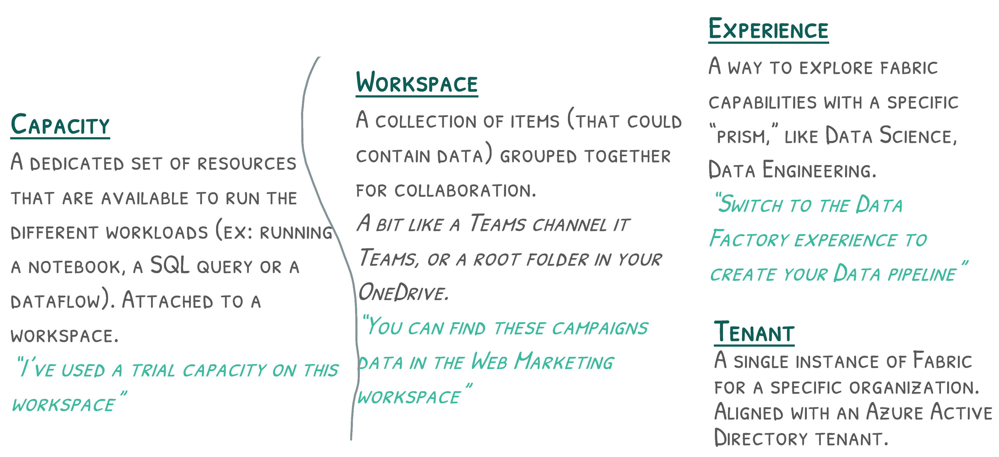 Capacity
A dedicated set of resources
that are available to run the
different workloads (ex: running
a notebook, a SQL query or a
dataflow). Attached to a
workspace.
"I've used a trial capacity on this
workspace"
Workspace
A collection of items (that could
contain data) grouped together
for collaboration.
A bit like a Teams channel it
Teams, or a root folder in your
OneDrive.
"You can find these campaigns
data in the Web Marketing
workspace"
Experience
A way to explore fabric
capabilities with a specific
"prism," like Data Science,
Data Engineering.
"Switch to the Data
Factory experience to
create your Data pipeline"
Tenant
A single instance of Fabric
for a specific organization.
Aligned with an Azure Active
Directory tenant.